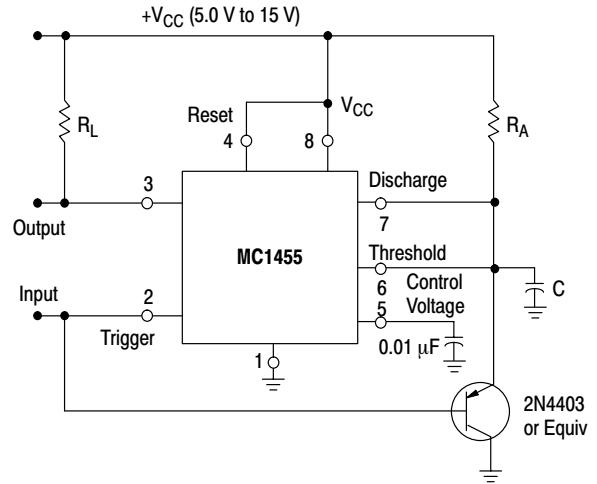 +VCC (5.0 V to 15 V)
RL
Reset
4
8
VCC
RA
3
Discharge
7
Output
MC1455
Threshold
6
Control
Voltage
5
Input
2
Trigger
C
0.01 μF
1
2N4403
or Equiv